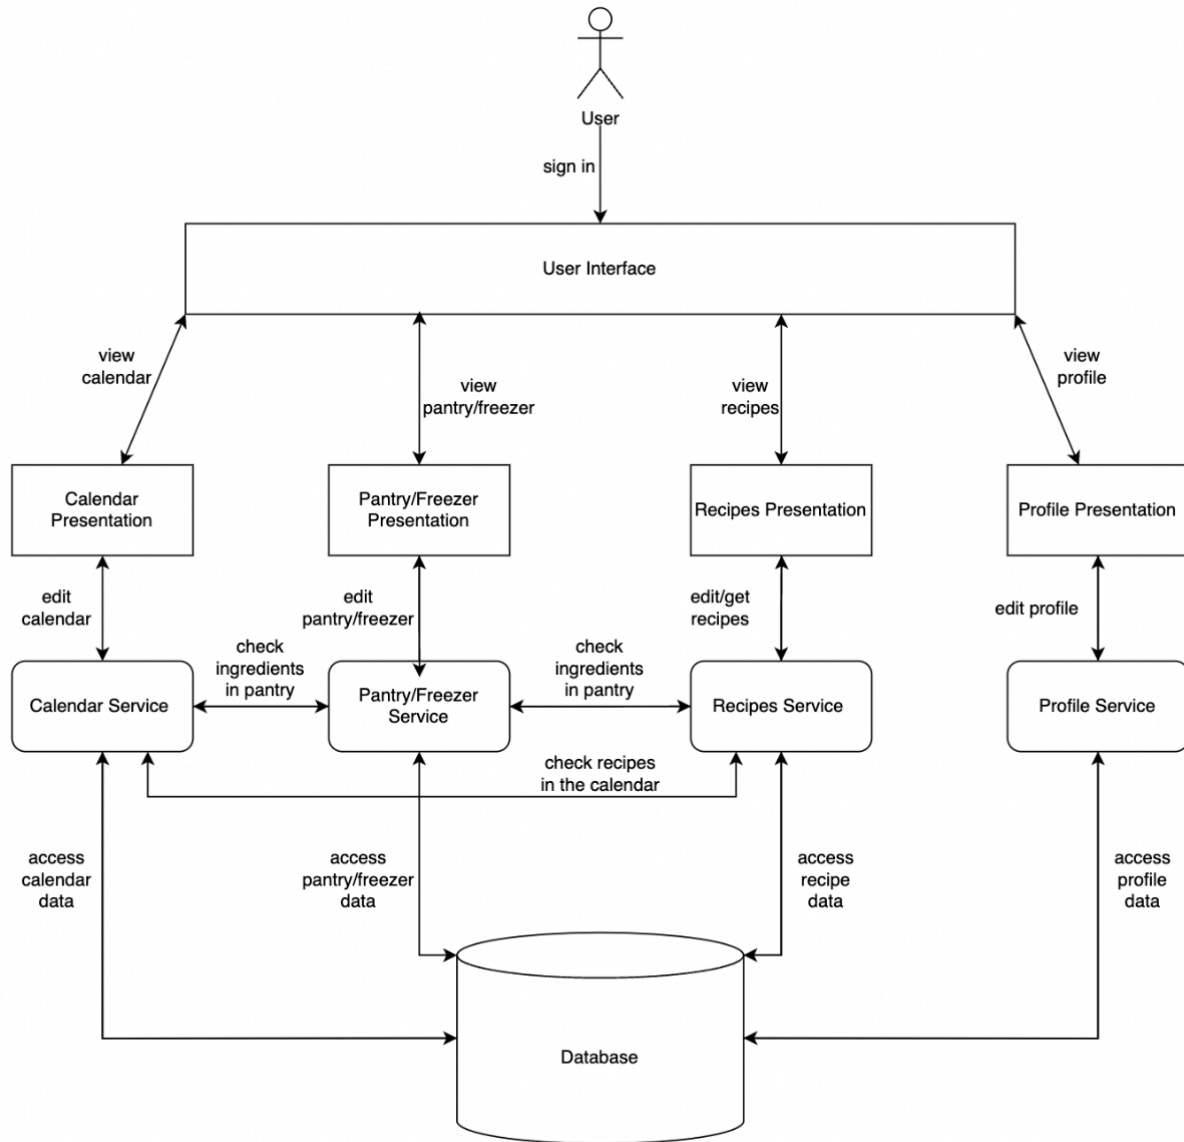 User
sign in
User Interface
view
calendar
view
pantry/freezer
view
recipes
view
profile
Calendar
Presentation
Pantry/Freezer
Presentation
Recipes Presentation
Profile Presentation
edit
calendar
edit
pantry/freezer
edit/get
recipes
edit profile
check
ingredients
in pantry
check
ingredients
in pantry
Calendar Service
Pantry/Freezer
Service
Recipes Service
Profile Service
check recipes
in the calendar
access
calendar
data
access
pantry/freezer
data
access
recipe
data
access
profile
data
Database